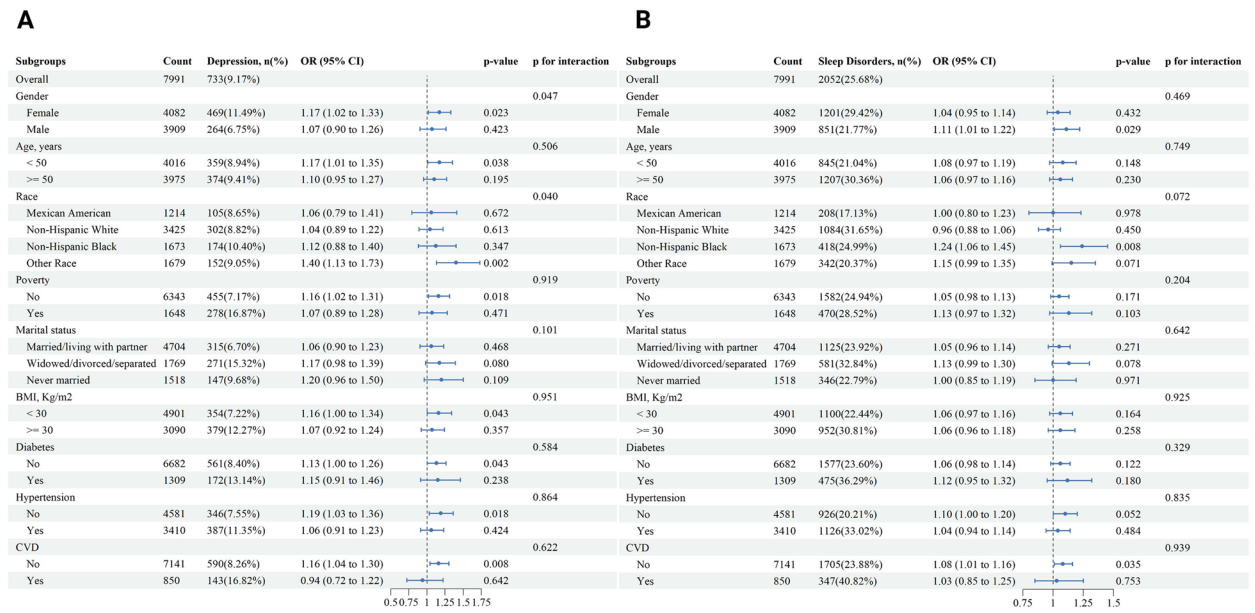 A
Subgroups Count Depression, n(%) OR (95% CI) p-value p for interaction
Overall 7991 733(9.17%)
Gender 0.047
Female 4082 469(11.49%) 1.17 (1.02 to 1.33) 0.023
Male 3909 264(6.75%) 1.07 (0.90 to 1.26) 0.423
Age, years 0.506
< 50 4016 359(8.94%) 1.17 (1.01 to 1.35) 0.038
>= 50 3975 374(9.41%) 1.10 (0.95 to 1.27) 0.195
Race 0.040
Mexican American 1214 105(8.65%) 1.06 (0.79 to 1.41) 0.672
Non-Hispanic White 3425 302(8.82%) 1.04 (0.89 to 1.22) 0.613
Non-Hispanic Black 1673 174(10.40%) 1.12 (0.88 to 1.40) 0.347
Other Race 1679 152(9.05%) 1.40 (1.13 to 1.73) 0.002
Poverty 0.919
No 6343 455(7.17%) 1.16 (1.02 to 1.31) 0.018
Yes 1648 278(16.87%) 1.07 (0.89 to 1.28) 0.471
Marital status 0.101
Married/living with partner 4704 315(6.70%) 1.06 (0.90 to 1.23) 0.468
Widowed/divorced/separated 1769 271(15.32%) 1.17 (0.98 to 1.39) 0.080
Never married 1518 147(9.68%) 1.20 (0.96 to 1.50) 0.109
BMI, Kg/m2 0.951
< 30 4901 354(7.22%) 1.16 (1.00 to 1.34) 0.043
>= 30 3090 379(12.27%) 1.07 (0.92 to 1.24) 0.357
Diabetes 0.584
No 6682 561(8.40%) 1.13 (1.00 to 1.26) 0.043
Yes 1309 172(13.14%) 1.15 (0.91 to 1.46) 0.238
Hypertension 0.864
No 4581 346(7.55%) 1.19 (1.03 to 1.36) 0.018
Yes 3410 387(11.35%) 1.06 (0.91 to 1.23) 0.424
CVD 0.622
No 7141 590(8.26%) 1.16 (1.04 to 1.30) 0.008
Yes 850 143(16.82%) 0.94 (0.72 to 1.22) 0.642
0.5 0.75 1 1.25 1.5 1.75
B
Subgroups Count Sleep Disorders, n(%) OR (95% CI) p-value p for interaction
Overall 7991 2052(25.68%)
Gender 0.469
Female 4082 1201(29.42%) 1.04 (0.95 to 1.14) 0.432
Male 3909 851(21.77%) 1.11 (1.01 to 1.22) 0.029
Age, years 0.749
< 50 4016 845(21.04%) 1.08 (0.97 to 1.19) 0.148
>= 50 3975 1207(30.36%) 1.06 (0.97 to 1.16) 0.230
Race 0.072
Mexican American 1214 208(17.13%) 1.00 (0.80 to 1.23) 0.978
Non-Hispanic White 3425 1084(31.65%) 0.96 (0.88 to 1.06) 0.450
Non-Hispanic Black 1673 418(24.99%) 1.24 (1.06 to 1.45) 0.008
Other Race 1679 342(20.37%) 1.15 (0.99 to 1.35) 0.071
Poverty 0.204
No 6343 1582(24.94%) 1.05 (0.98 to 1.13) 0.171
Yes 1648 470(28.52%) 1.13 (0.97 to 1.32) 0.103
Marital status 0.642
Married/living with partner 4704 1125(23.92%) 1.05 (0.96 to 1.14) 0.271
Widowed/divorced/separated 1769 581(32.84%) 1.13 (0.99 to 1.30) 0.078
Never married 1518 346(22.79%) 1.00 (0.85 to 1.19) 0.971
BMI, Kg/m2 0.925
< 30 4901 1100(22.44%) 1.06 (0.97 to 1.16) 0.164
>= 30 3090 952(30.81%) 1.06 (0.96 to 1.18) 0.258
Diabetes 0.329
No 6682 1577(23.60%) 1.06 (0.98 to 1.14) 0.122
Yes 1309 475(36.29%) 1.12 (0.95 to 1.32) 0.180
Hypertension 0.835
No 4581 926(20.21%) 1.10 (1.00 to 1.20) 0.052
Yes 3410 1126(33.02%) 1.04 (0.94 to 1.14) 0.484
CVD 0.939
No 7141 1705(23.88%) 1.08 (1.01 to 1.16) 0.035
Yes 850 347(40.82%) 1.03 (0.85 to 1.25) 0.753
0.75 1 1.25 1.5